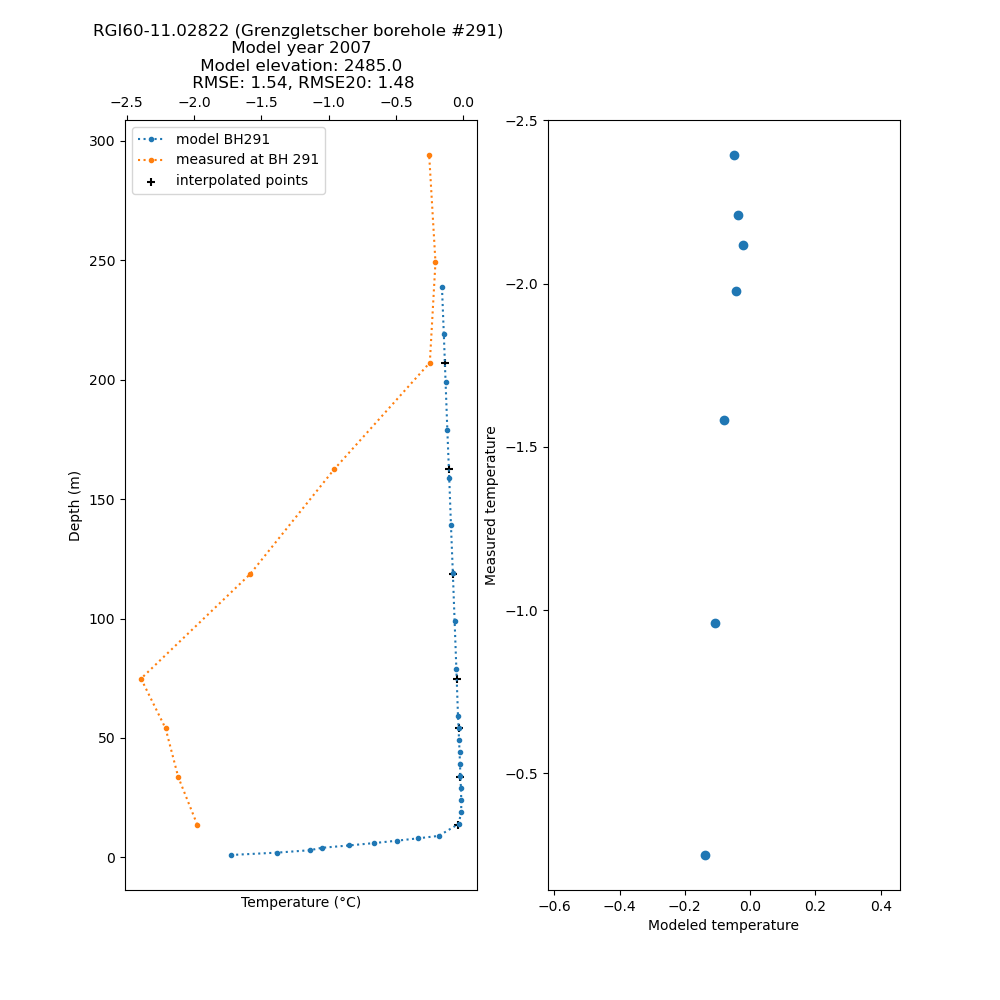 RGI60-11.02822 (Grenzgletscher borehole #291)
Model year 2007
Model elevation: 2485.0
RMSE: 1.54, RMSE20: 1.48
−2.5 −2.0 −1.5 −1.0 −0.5 0.0
model BH291
measured at BH 291
interpolated points
300
250
200
150
100
50
0
Depth (m)
Temperature (°C)
−2.5
−2.0
−1.5
−1.0
−0.5
Measured temperature
−0.6 −0.4 −0.2 0.0 0.2 0.4
Modeled temperature